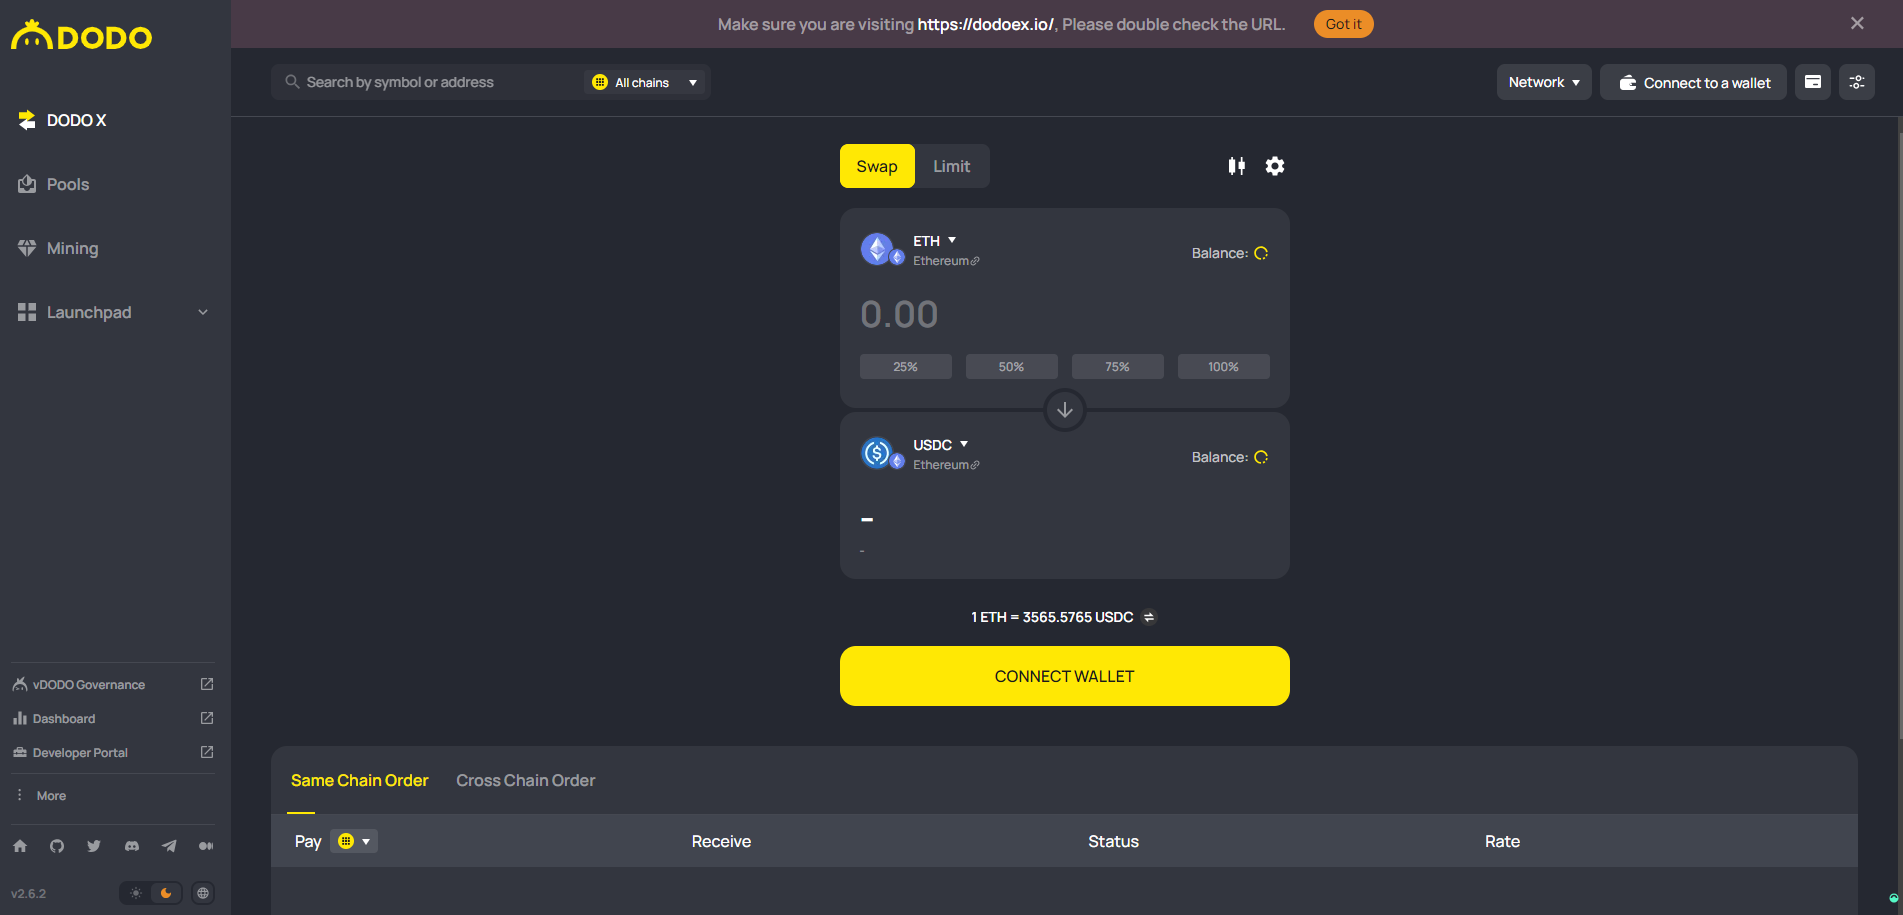 DODO
Make sure you are visiting https://dodoex.io/, Please double check the URL.
Got it
Search by symbol or address
All chains
Network
Connect to a wallet
DODO X
Pools
Mining
Launchpad
Swap
Limit
ETH
Ethereum
Balance:
0.00
25%
50%
75%
100%
USDC
Ethereum
Balance:
-
-
1 ETH = 3565.5765 USDC
CONNECT WALLET
vDODO Governance
Dashboard
Developer Portal
More
v2.6.2
Same Chain Order
Cross Chain Order
Pay
Receive
Status
Rate